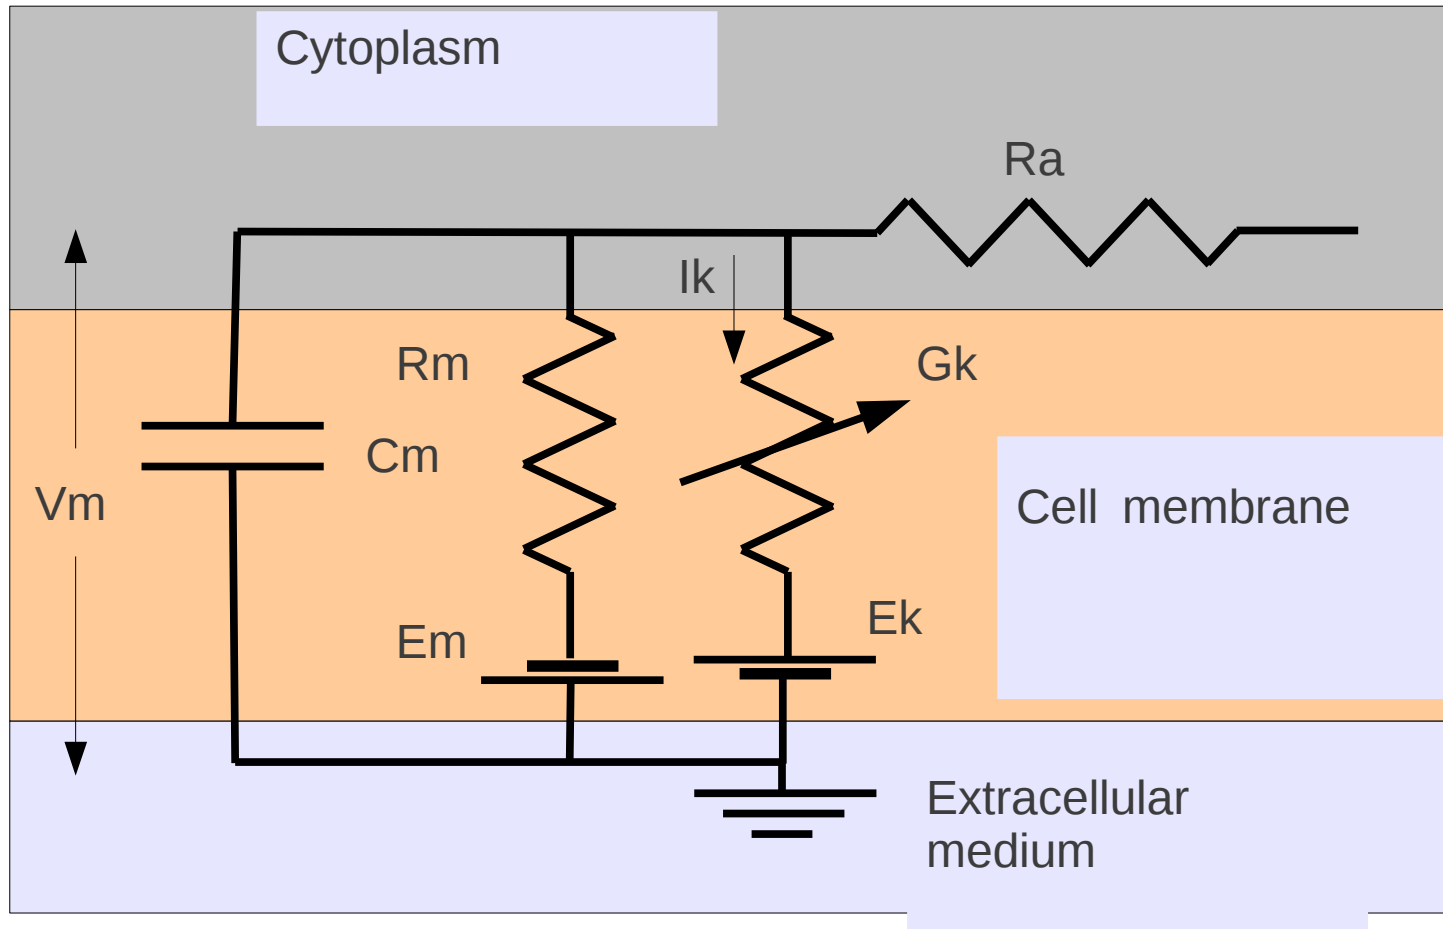 Cytoplasm
Ra
Ik
Rm
Gk
Cm
Vm
Cell membrane
Ek
Em
Extracellular
medium